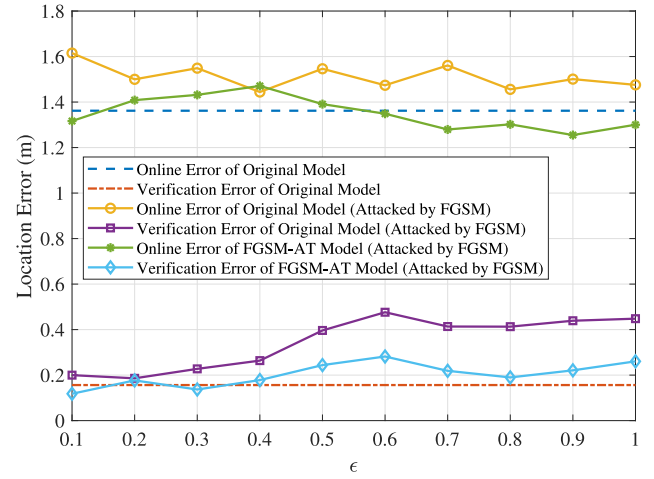 1.8
1.6
1.4
1.2
1
0.8
0.6
0.4
0.2
0
Location Error (m)
Online Error of Original Model
Verification Error of Original Model
Online Error of Original Model (Attacked by FGSM)
Verification Error of Original Model (Attacked by FGSM)
Online Error of FGSM-AT Model (Attacked by FGSM)
Verification Error of FGSM-AT Model (Attacked by FGSM)
0.1 0.2 0.3 0.4 0.5 0.6 0.7 0.8 0.9 1
ϵ